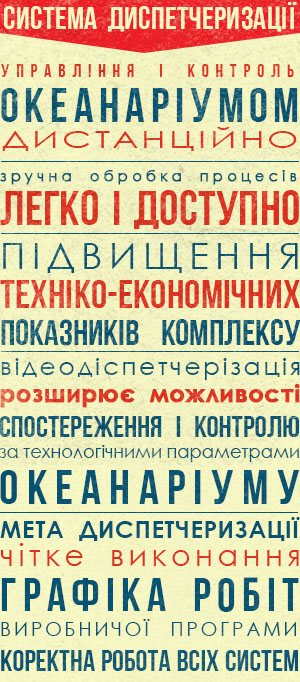 СИСТЕМА ДИСПЕТЧЕРИЗАЦІЇ
УПРАВЛІННЯ І КОНТРОЛЬ
ОКЕАНАРІУМОМ
ДИСТАНЦІЙНО
зручна обробка процесів
ЛЕГКО І ДОСТУПНО
ПІДВИЩЕННЯ
ТЕХНІКО-ЕКОНОМІЧНИХ
ПОКАЗНИКІВ КОМПЛЕКСУ
відеодіспетчерізація
розширює можливості
СПОСТЕРЕЖЕННЯ І КОНТРОЛЮ
за технологічними параметрами
ОКЕАНАРІУМУ
МЕТА ДИСПЕТЧЕРИЗАЦІЇ
чітке виконання
ГРАФІКА РОБІТ
ВИРОБНИЧОЇ ПРОГРАМИ
КОРЕКТНА РОБОТА ВСІХ СИСТЕМ